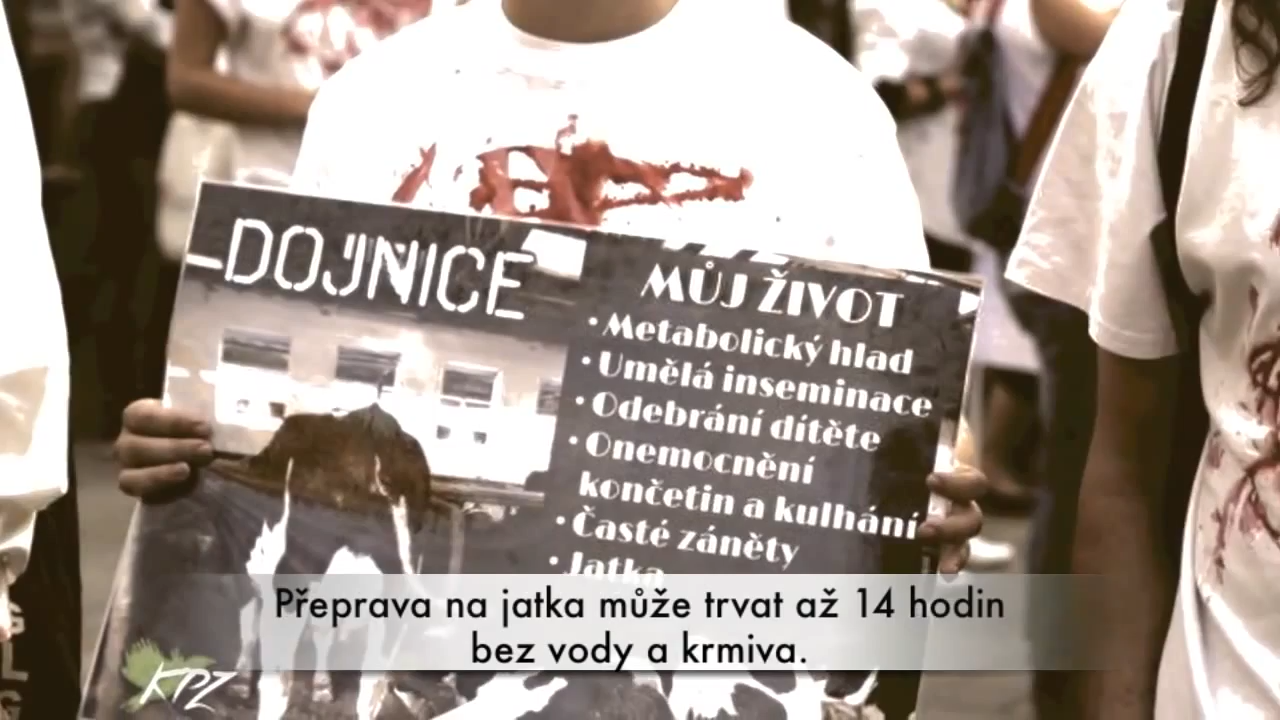 DOJNICE
MŮJ ŽIVOT
• Metabolický hlad
• Umělá inseminace
• Odebrání dítěte
• Onemocnění
končetin a kulhání
• Časté záněty
• Jatka
Přeprava na jatka může trvat až 14 hodin
bez vody a krmiva.
KPZ